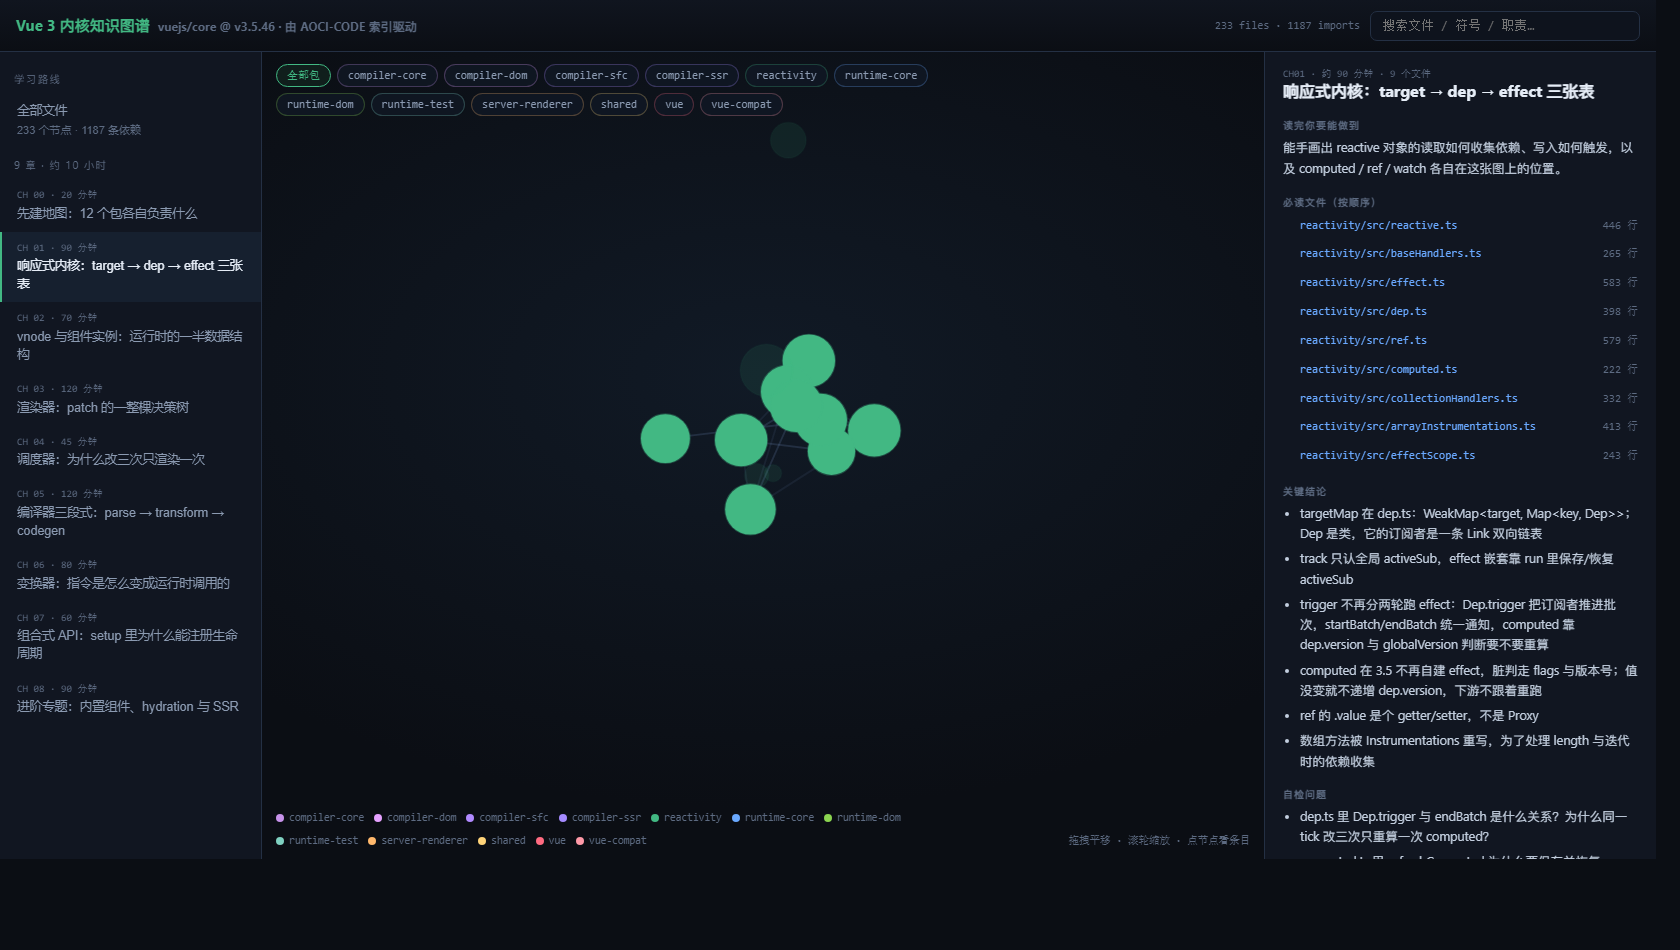 Vue 3 内核知识图谱 vuejs/core @ v3.5.46 · 由 AOCI-CODE 索引驱动
233 files · 1187 imports
搜索文件 / 符号 / 职责…
学习路线
全部文件
233 个节点 · 1187 条依赖
9 章 · 约 10 小时
CH 00 · 20 分钟
先建地图：12 个包各自负责什么
CH 01 · 90 分钟
响应式内核：target → dep → effect 三张
表
CH 02 · 70 分钟
vnode 与组件实例：运行时的一半数据结
构
CH 03 · 120 分钟
渲染器：patch 的一整棵决策树
CH 04 · 45 分钟
调度器：为什么改三次只渲染一次
CH 05 · 120 分钟
编译器三段式：parse → transform →
codegen
CH 06 · 80 分钟
变换器：指令是怎么变成运行时调用的
CH 07 · 60 分钟
组合式 API：setup 里为什么能注册生命
周期
CH 08 · 90 分钟
进阶专题：内置组件、hydration 与 SSR
全部包 compiler-core compiler-dom compiler-sfc compiler-ssr reactivity runtime-core
runtime-dom runtime-test server-renderer shared vue vue-compat
compiler-core compiler-dom compiler-sfc compiler-ssr reactivity runtime-core runtime-dom
runtime-test server-renderer shared vue vue-compat
拖拽平移 · 滚轮缩放 · 点节点看条目
CH01 · 约 90 分钟 · 9 个文件
响应式内核：target → dep → effect 三张表
读完你要能做到
能手画出 reactive 对象的读取如何收集依赖、写入如何触发，以
及 computed / ref / watch 各自在这张图上的位置。
必读文件（按顺序）
reactivity/src/reactive.ts 446 行
reactivity/src/baseHandlers.ts 265 行
reactivity/src/effect.ts 583 行
reactivity/src/dep.ts 398 行
reactivity/src/ref.ts 579 行
reactivity/src/computed.ts 222 行
reactivity/src/collectionHandlers.ts 332 行
reactivity/src/arrayInstrumentations.ts 413 行
reactivity/src/effectScope.ts 243 行
关键结论
• targetMap 在 dep.ts：WeakMap<target, Map<key, Dep>>；
Dep 是类，它的订阅者是一条 Link 双向链表
• track 只认全局 activeSub，effect 嵌套靠 run 里保存/恢复
activeSub
• trigger 不再分两轮跑 effect：Dep.trigger 把订阅者推进批
次，startBatch/endBatch 统一通知，computed 靠
dep.version 与 globalVersion 判断要不要重算
• computed 在 3.5 不再自建 effect，脏判走 flags 与版本号；值
没变就不递增 dep.version，下游不跟着重跑
• ref 的 .value 是个 getter/setter，不是 Proxy
• 数组方法被 Instrumentations 重写，为了处理 length 与迭代
时的依赖收集
自检问题
• dep.ts 里 Dep.trigger 与 endBatch 是什么关系？为什么同一
tick 改三次只重算一次 computed？